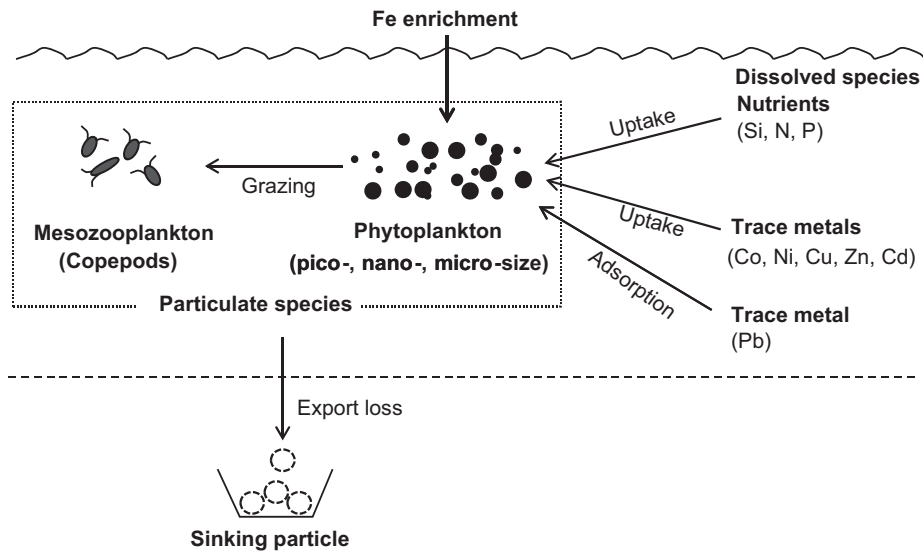 Fe enrichment
Dissolved species
Nutrients
(Si, N, P)
Uptake
Grazing
Mesozooplankton
(Copepods)
Phytoplankton
(pico-, nano-, micro-size)
Uptake
Trace metals
(Co, Ni, Cu, Zn, Cd)
Adsorption
Particulate species
Trace metal
(Pb)
Export loss
Sinking particle